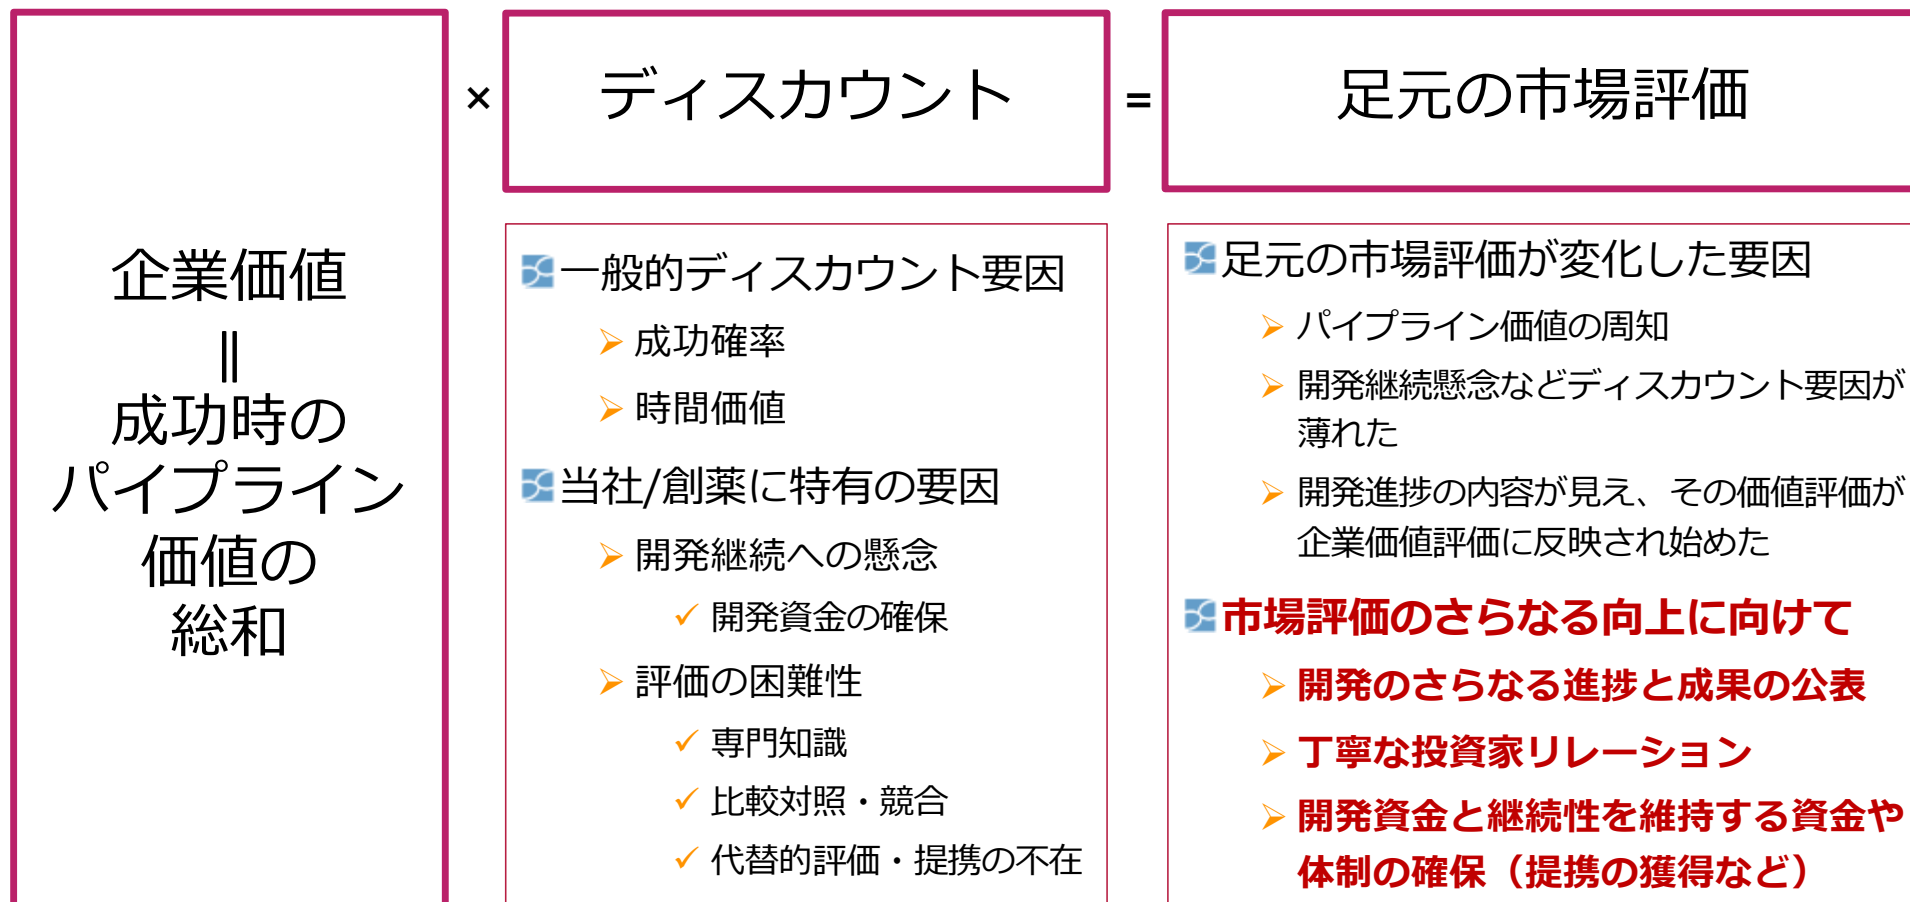 企業価値
||
成功時の
パイプライン
価値の
総和
×
ディスカウント
=
足元の市場評価
一般的ディスカウント要因
成功確率
時間価値
当社/創薬に特有の要因
開発継続への懸念
開発資金の確保
評価の困難性
専門知識
比較対照・競合
代替的評価・提携の不在
足元の市場評価が変化した要因
パイプライン価値の周知
開発継続懸念などディスカウント要因が
薄れた
開発進捗の内容が見え、その価値評価が
企業価値評価に反映され始めた
市場評価のさらなる向上に向けて
開発のさらなる進捗と成果の公表
丁寧な投資家リレーション
開発資金と継続性を維持する資金や
体制の確保（提携の獲得など）